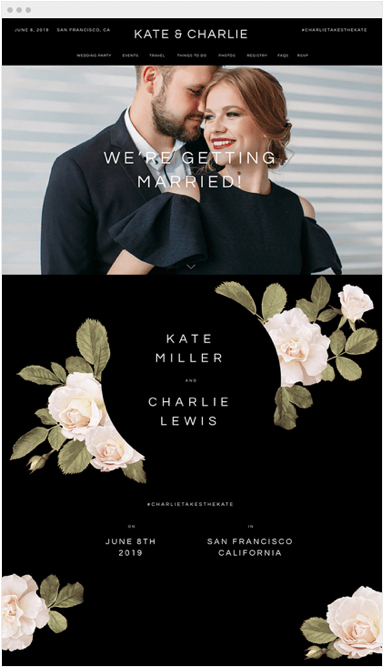 JUNE 8, 2019 SAN FRANCISCO, CA
KATE & CHARLIE
#CHARLIETAKESTHEKATE
WEDDING PARTY EVENTS TRAVEL THINGS TO DO PHOTOS REGISTRY FAQS RSVP
WE'RE GETTING
MARRIED!
KATE
MILLER
AND
CHARLIE
LEWIS
#CHARLIETAKESTHEKATE
ON
JUNE 8TH
2019
IN
SAN FRANCISCO
CALIFORNIA